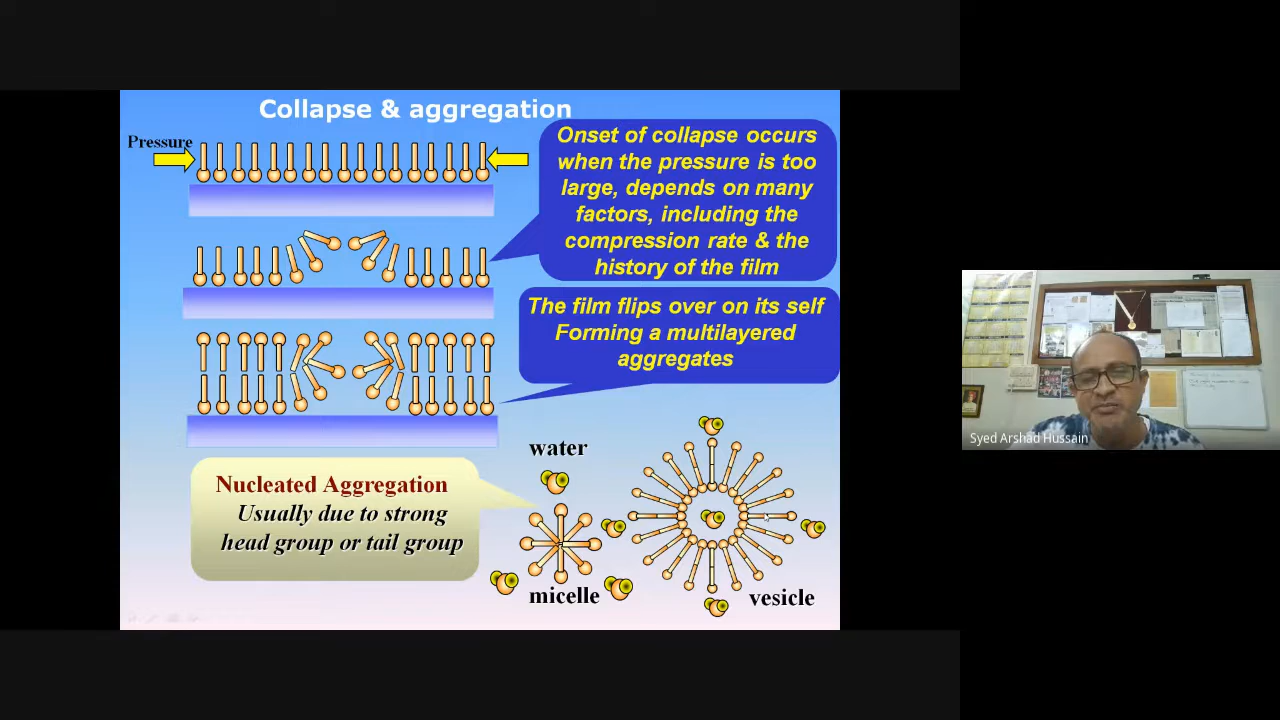 Collapse & aggregation
Pressure
Onset of collapse occurs
when the pressure is too
large, depends on many
factors, including the
compression rate & the
history of the film
The film flips over on its self
Forming a multilayered
aggregates
Nucleated Aggregation
Usually due to strong
head group or tail group
water
micelle
vesicle
Syed Arshad Hussain